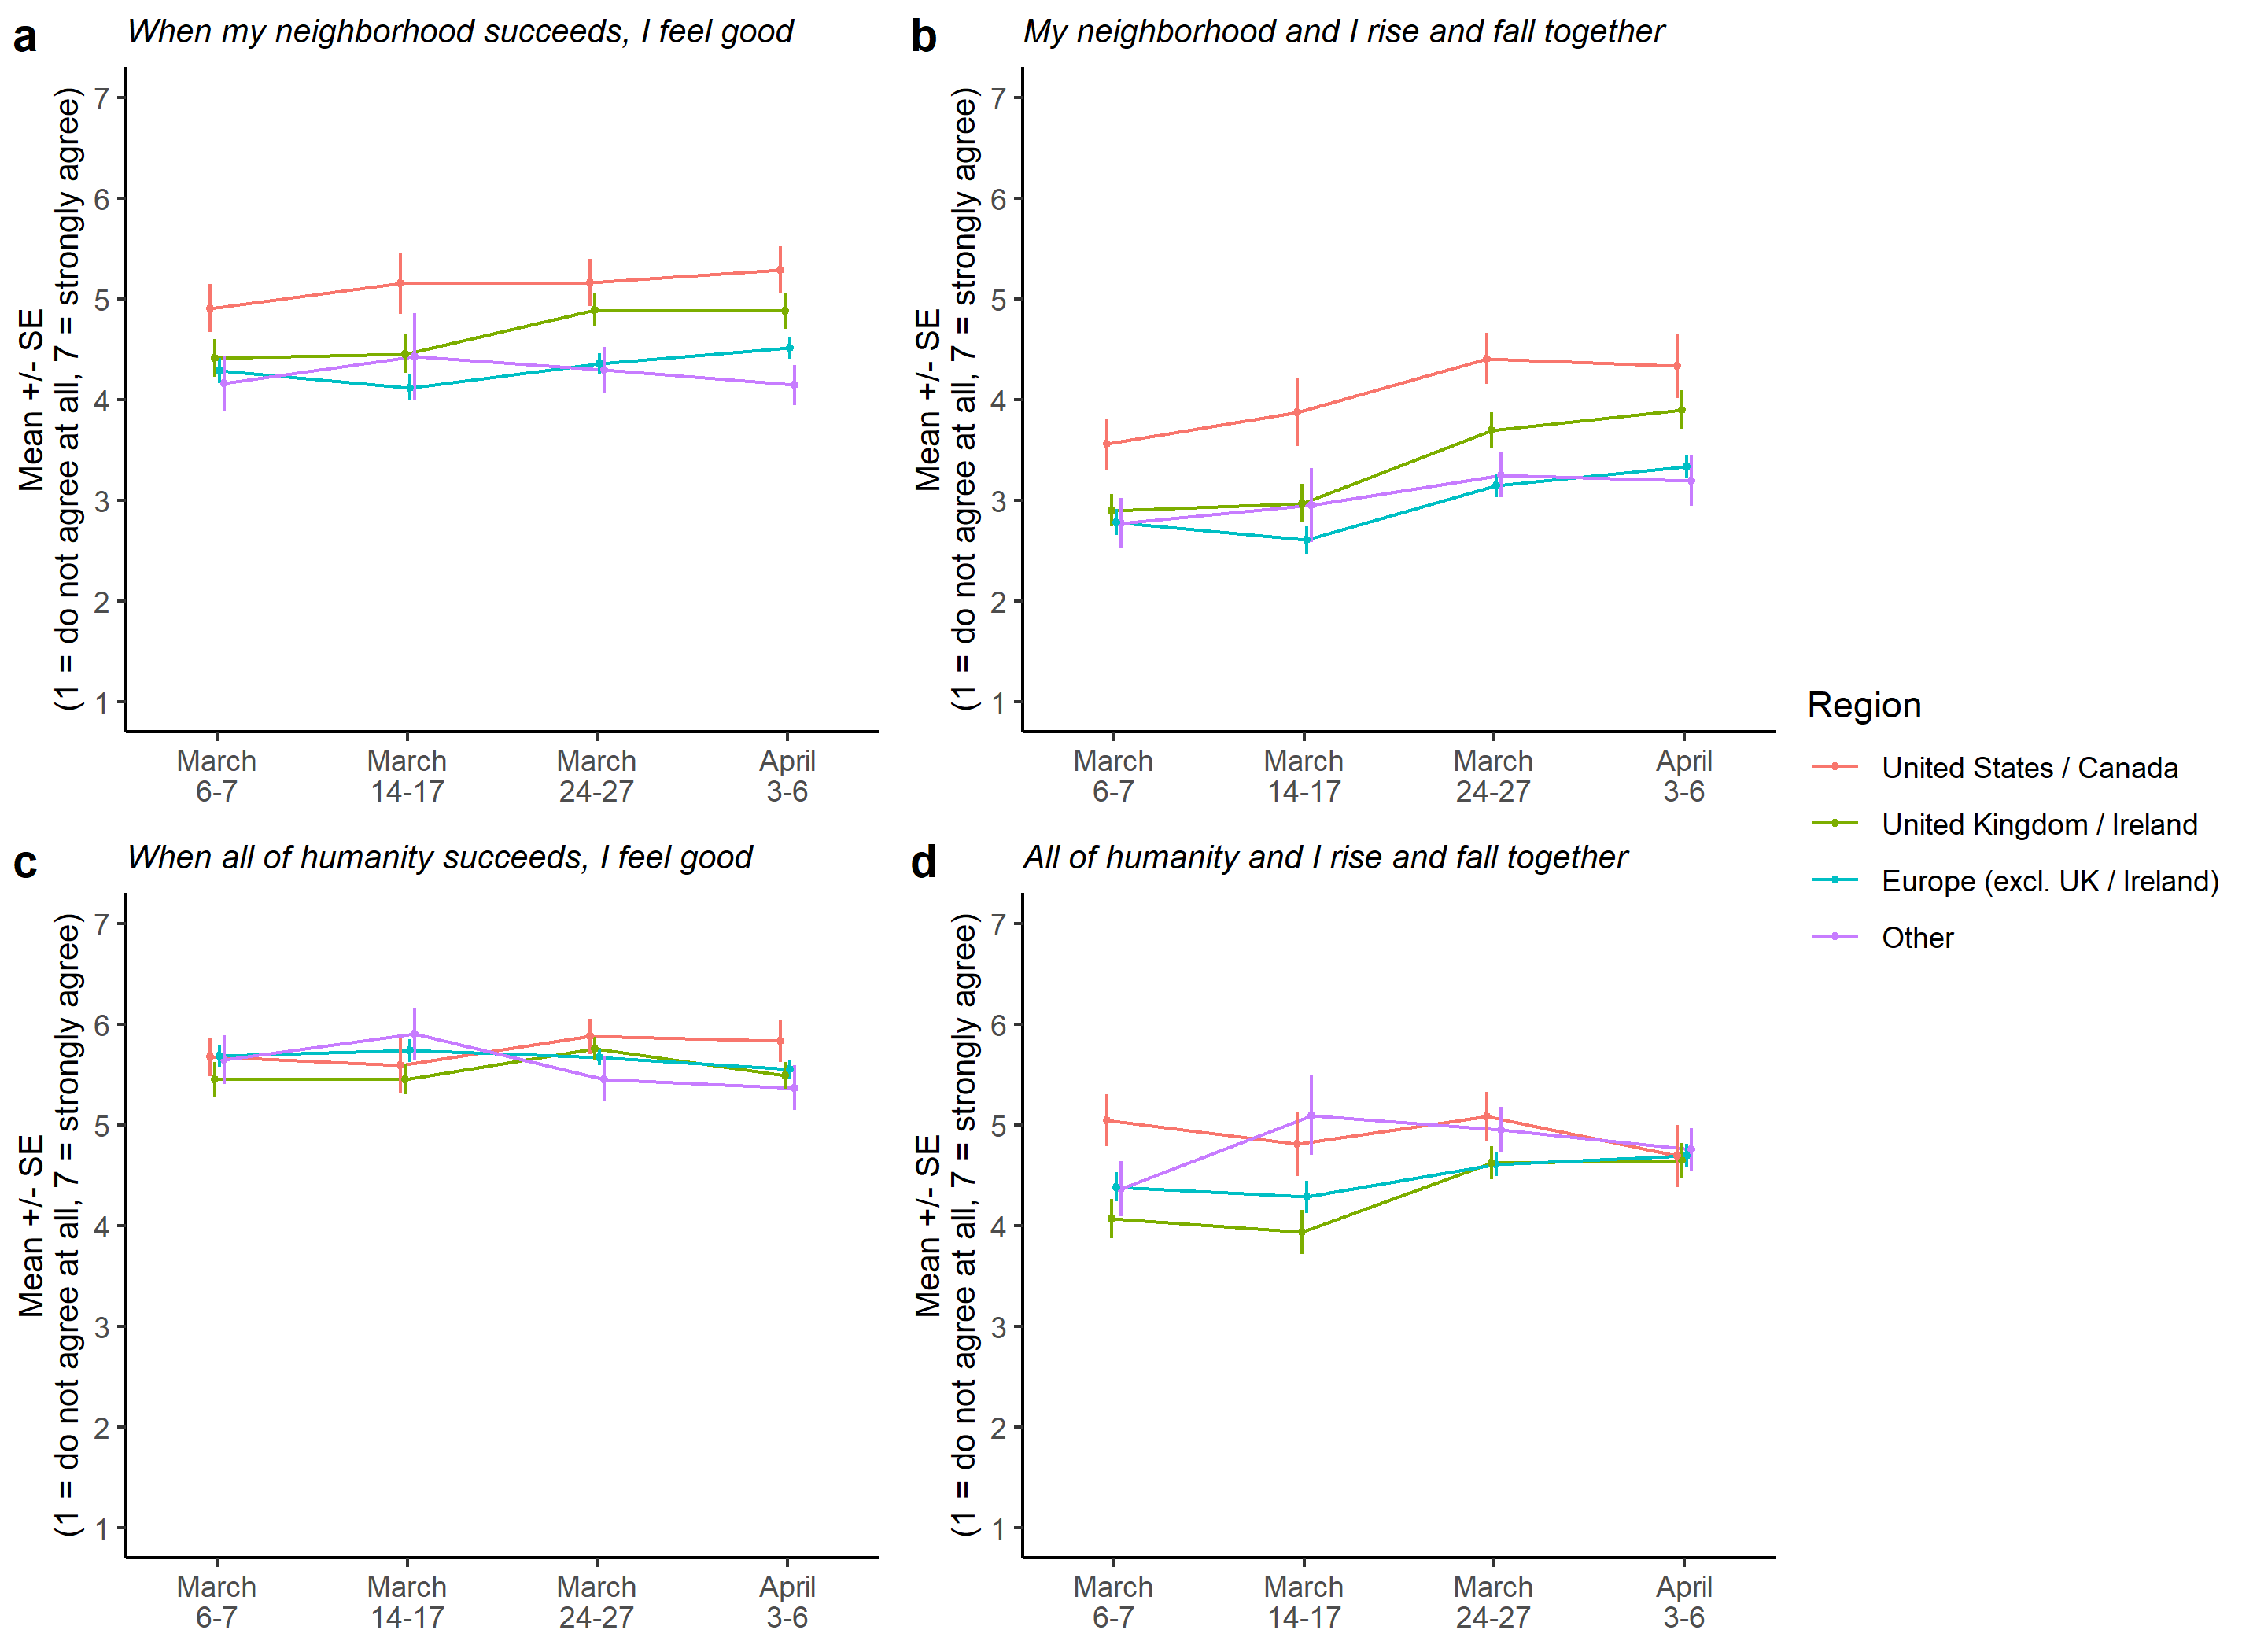 a
When my neighborhood succeeds, I feel good
Mean +/- SE
(1 = do not agree at all, 7 = strongly agree)
7
6
5
4
3
2
1
March
6-7
March
14-17
March
24-27
April
3-6
b
My neighborhood and I rise and fall together
Mean +/- SE
(1 = do not agree at all, 7 = strongly agree)
7
6
5
4
3
2
1
March
6-7
March
14-17
March
24-27
April
3-6
Region
United States / Canada
United Kingdom / Ireland
Europe (excl. UK / Ireland)
Other
c
When all of humanity succeeds, I feel good
Mean +/- SE
(1 = do not agree at all, 7 = strongly agree)
7
6
5
4
3
2
1
March
6-7
March
14-17
March
24-27
April
3-6
d
All of humanity and I rise and fall together
Mean +/- SE
(1 = do not agree at all, 7 = strongly agree)
7
6
5
4
3
2
1
March
6-7
March
14-17
March
24-27
April
3-6